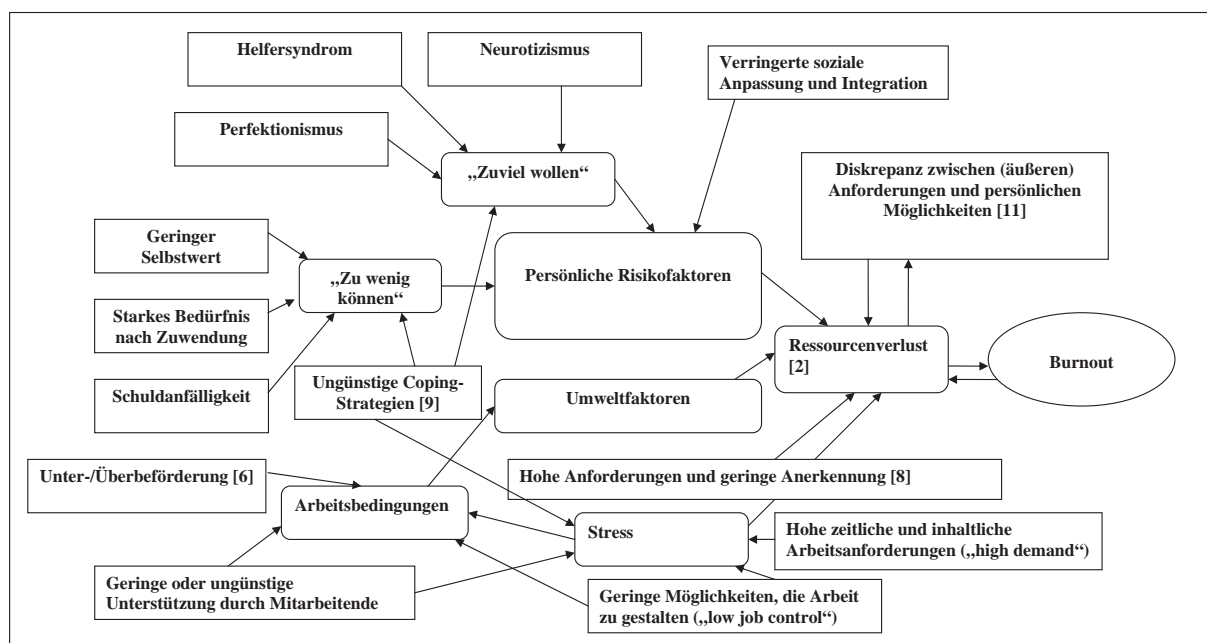 Helfersyndrom
Neurotizismus
Verringerte soziale
Anpassung und Integration
Perfektionismus
„Zuviel wollen“
Diskrepanz zwischen (äußeren)
Anforderungen und persönlichen
Möglichkeiten [11]
Geringer
Selbstwert
„Zu wenig
können“
Persönliche Risikofaktoren
Starkes Bedürfnis
nach Zuwendung
Ressourcenverlust
[2]
Burnout
Schuldanfälligkeit
Ungünstige Coping-
Strategien [9]
Umweltfaktoren
Unter-/Überbeförderung [6]
Hohe Anforderungen und geringe Anerkennung [8]
Arbeitsbedingungen
Stress
Hohe zeitliche und inhaltliche
Arbeitsanforderungen („high demand“)
Geringe oder ungünstige
Unterstützung durch Mitarbeitende
Geringe Möglichkeiten, die Arbeit
zu gestalten („low job control“)